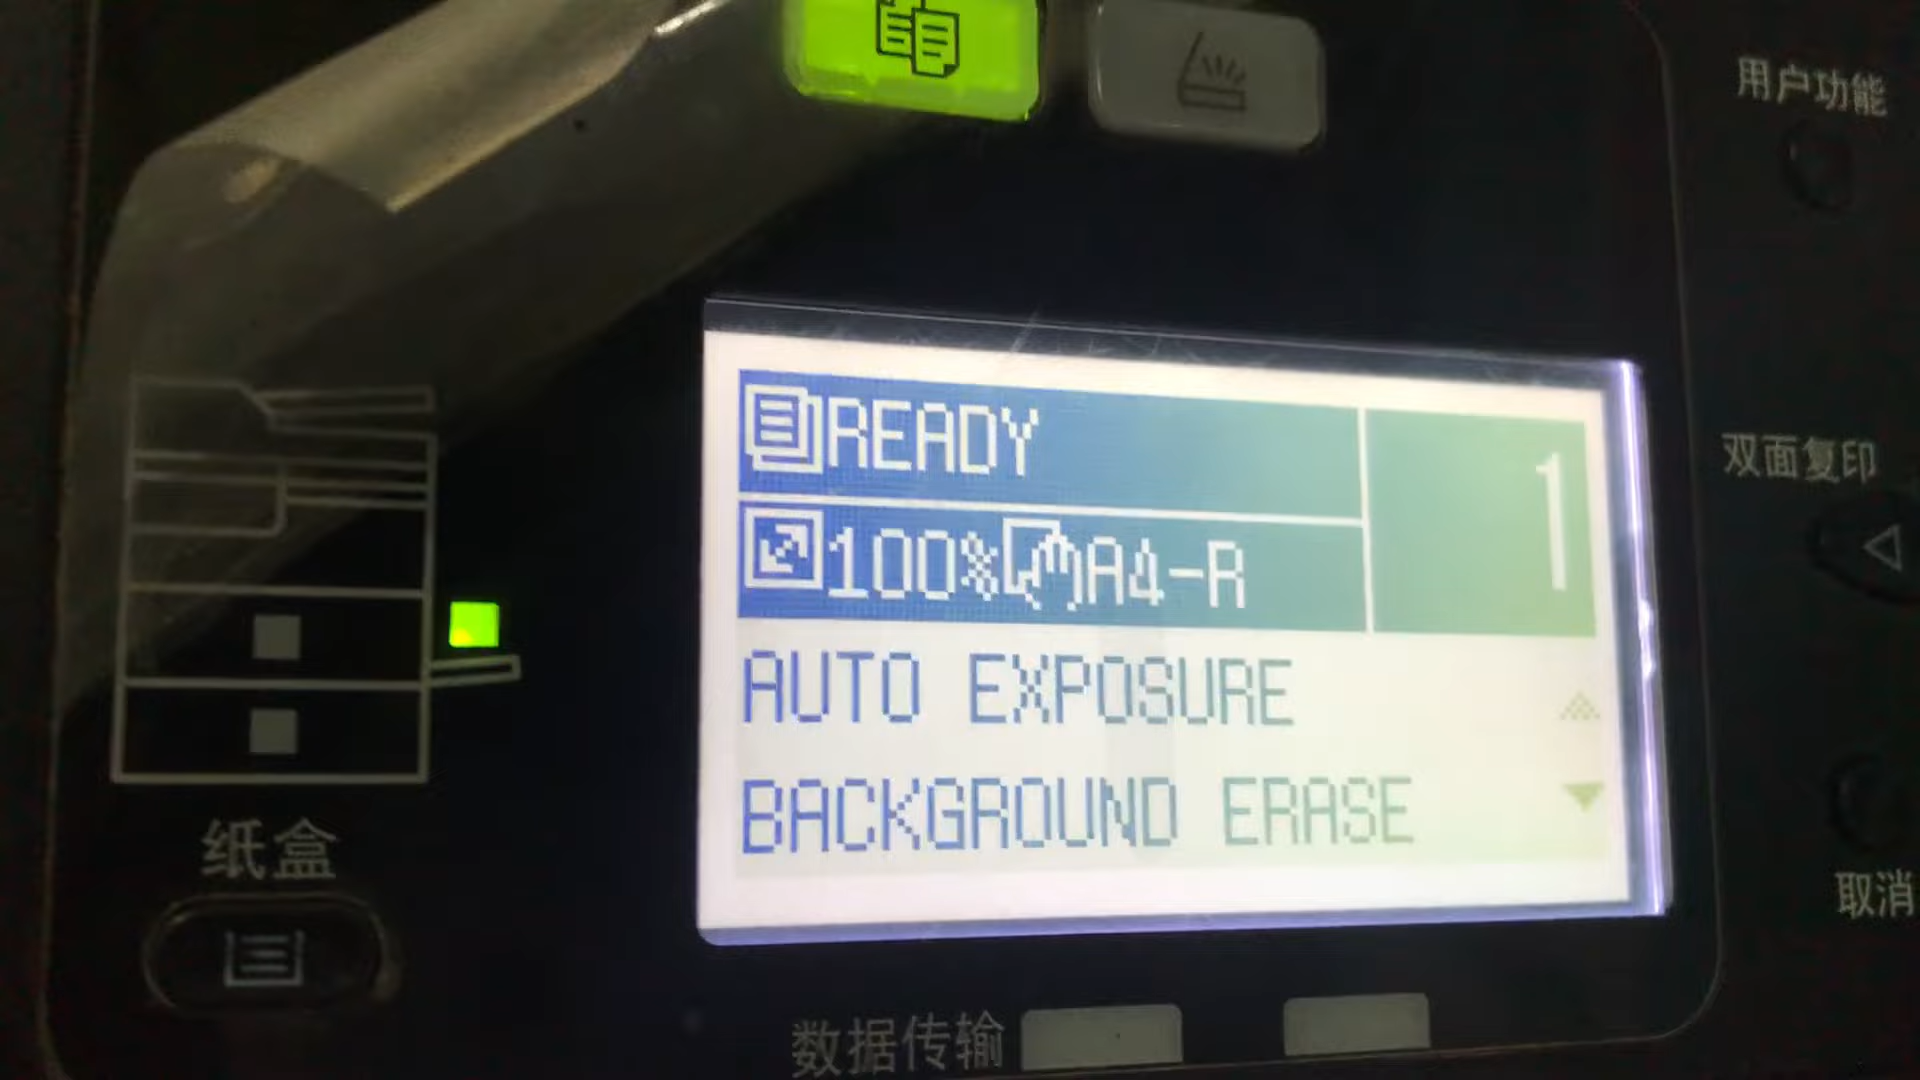 用户功能
READY
1
100% A4-R
双面复印
AUTO EXPOSURE
BACKGROUND ERASE
纸盒
取消
数据传输